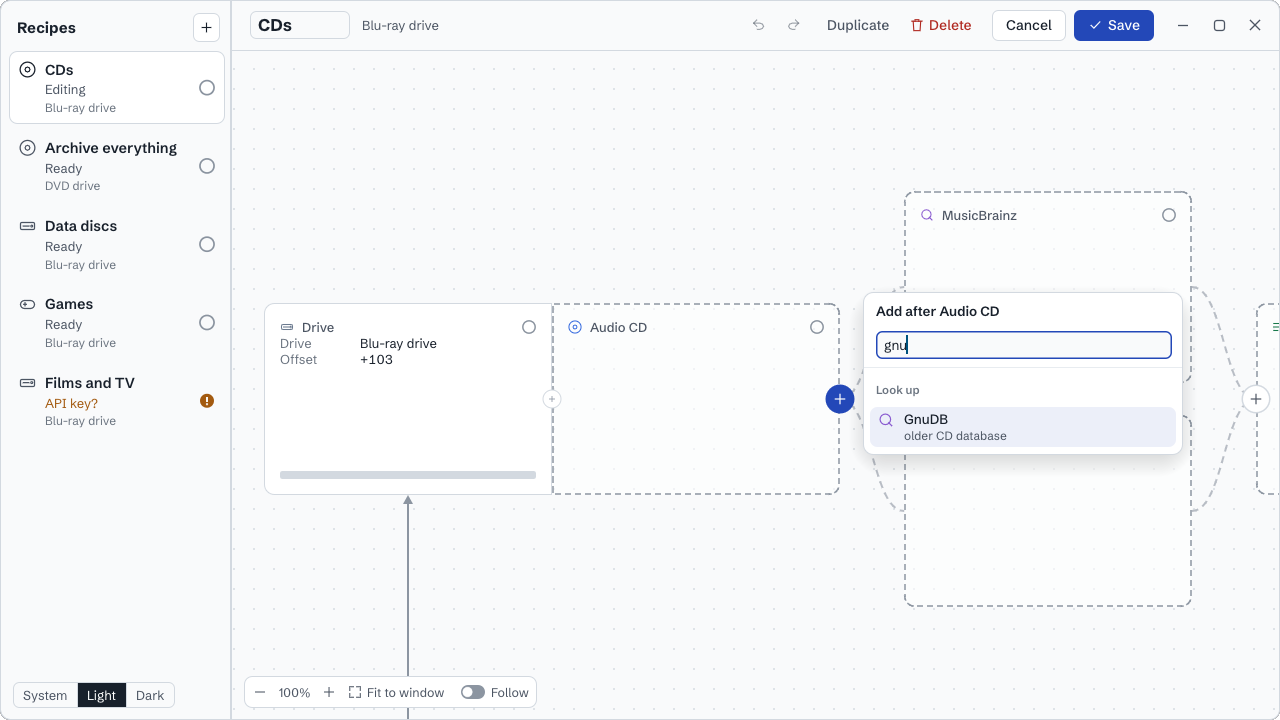 Recipes
CDs
Editing
Blu-ray drive
Archive everything
Ready
DVD drive
Data discs
Ready
Blu-ray drive
Games
Ready
Blu-ray drive
Films and TV
API key?
Blu-ray drive
System Light Dark
CDs Blu-ray drive Duplicate Delete Cancel Save
Drive
Drive Blu-ray drive
Offset +103
Audio CD
MusicBrainz
Add after Audio CD
gnu
Look up
GnuDB
older CD database
100% Fit to window Follow